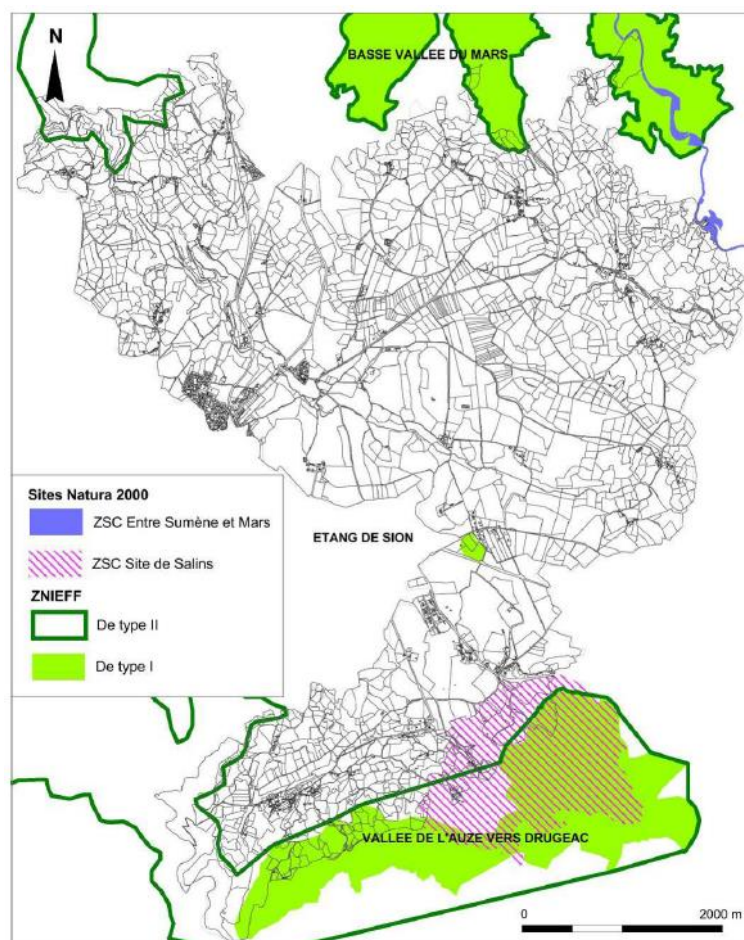 N
BASSE VALLEE DU MARS
Sites Natura 2000
ZSC Entre Sumène et Mars
ETANG DE SION
ZSC Site de Salins
ZNIEFF
De type II
De type I
VALLEE DE L'AUZE VERS DRUGEAC
0 2000 m